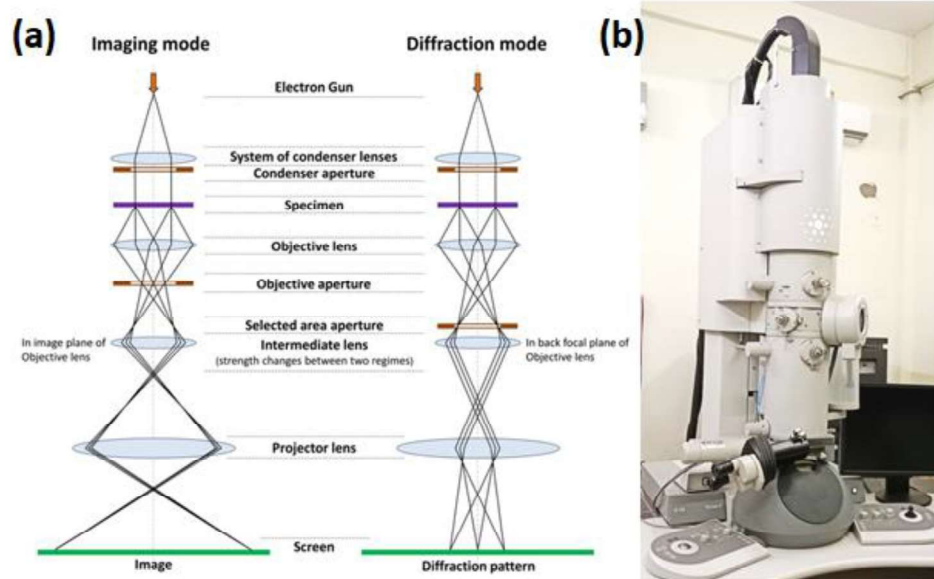 (a)
Imaging mode
Diffraction mode
(b)
Electron Gun
System of condenser lenses
Condenser aperture
Specimen
Objective lens
Objective aperture
Selected area aperture
In image plane of
Objective lens
Intermediate lens
(strength changes between two regimes)
In back focal plane of
Objective lens
Projector lens
Screen
Image
Diffraction pattern